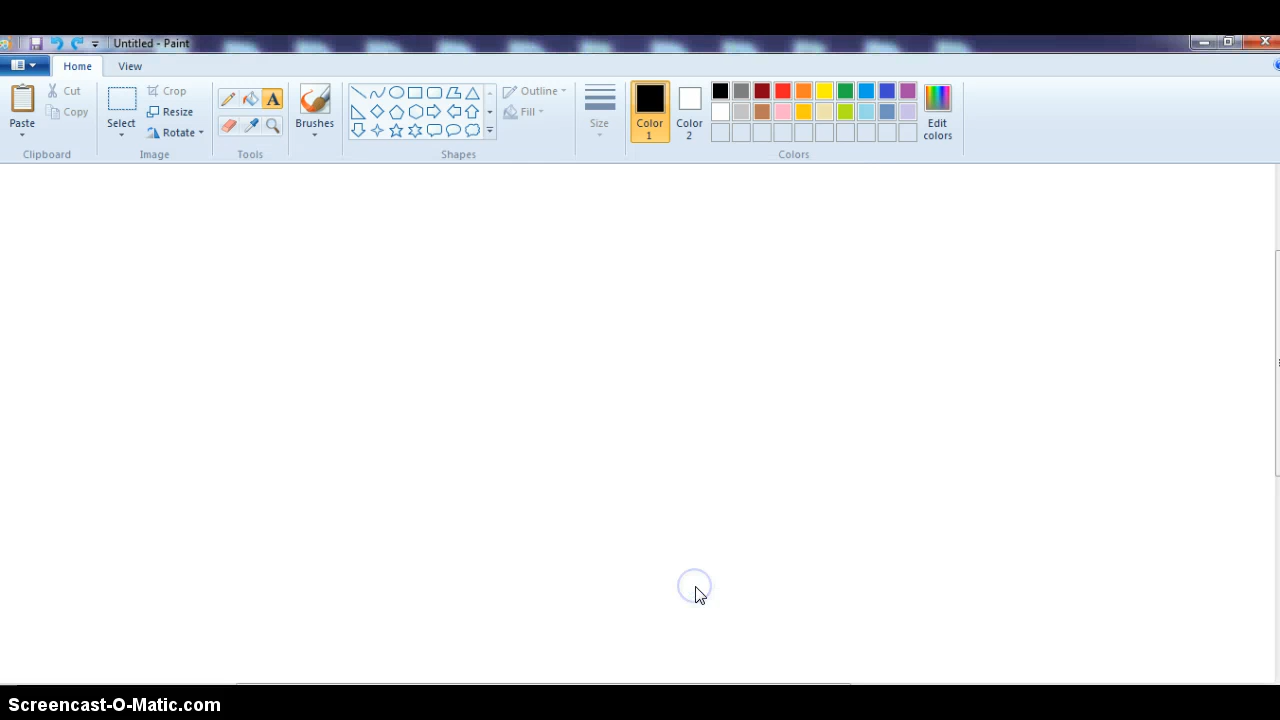 Untitled - Paint
Home View
Paste
Cut
Copy
Clipboard
Select
Crop
Resize
Rotate
Image
A
Tools
Brushes
Shapes
Outline
Fill
Size
Color
1
Color
2
Colors
Edit
colors
Screencast-O-Matic.com